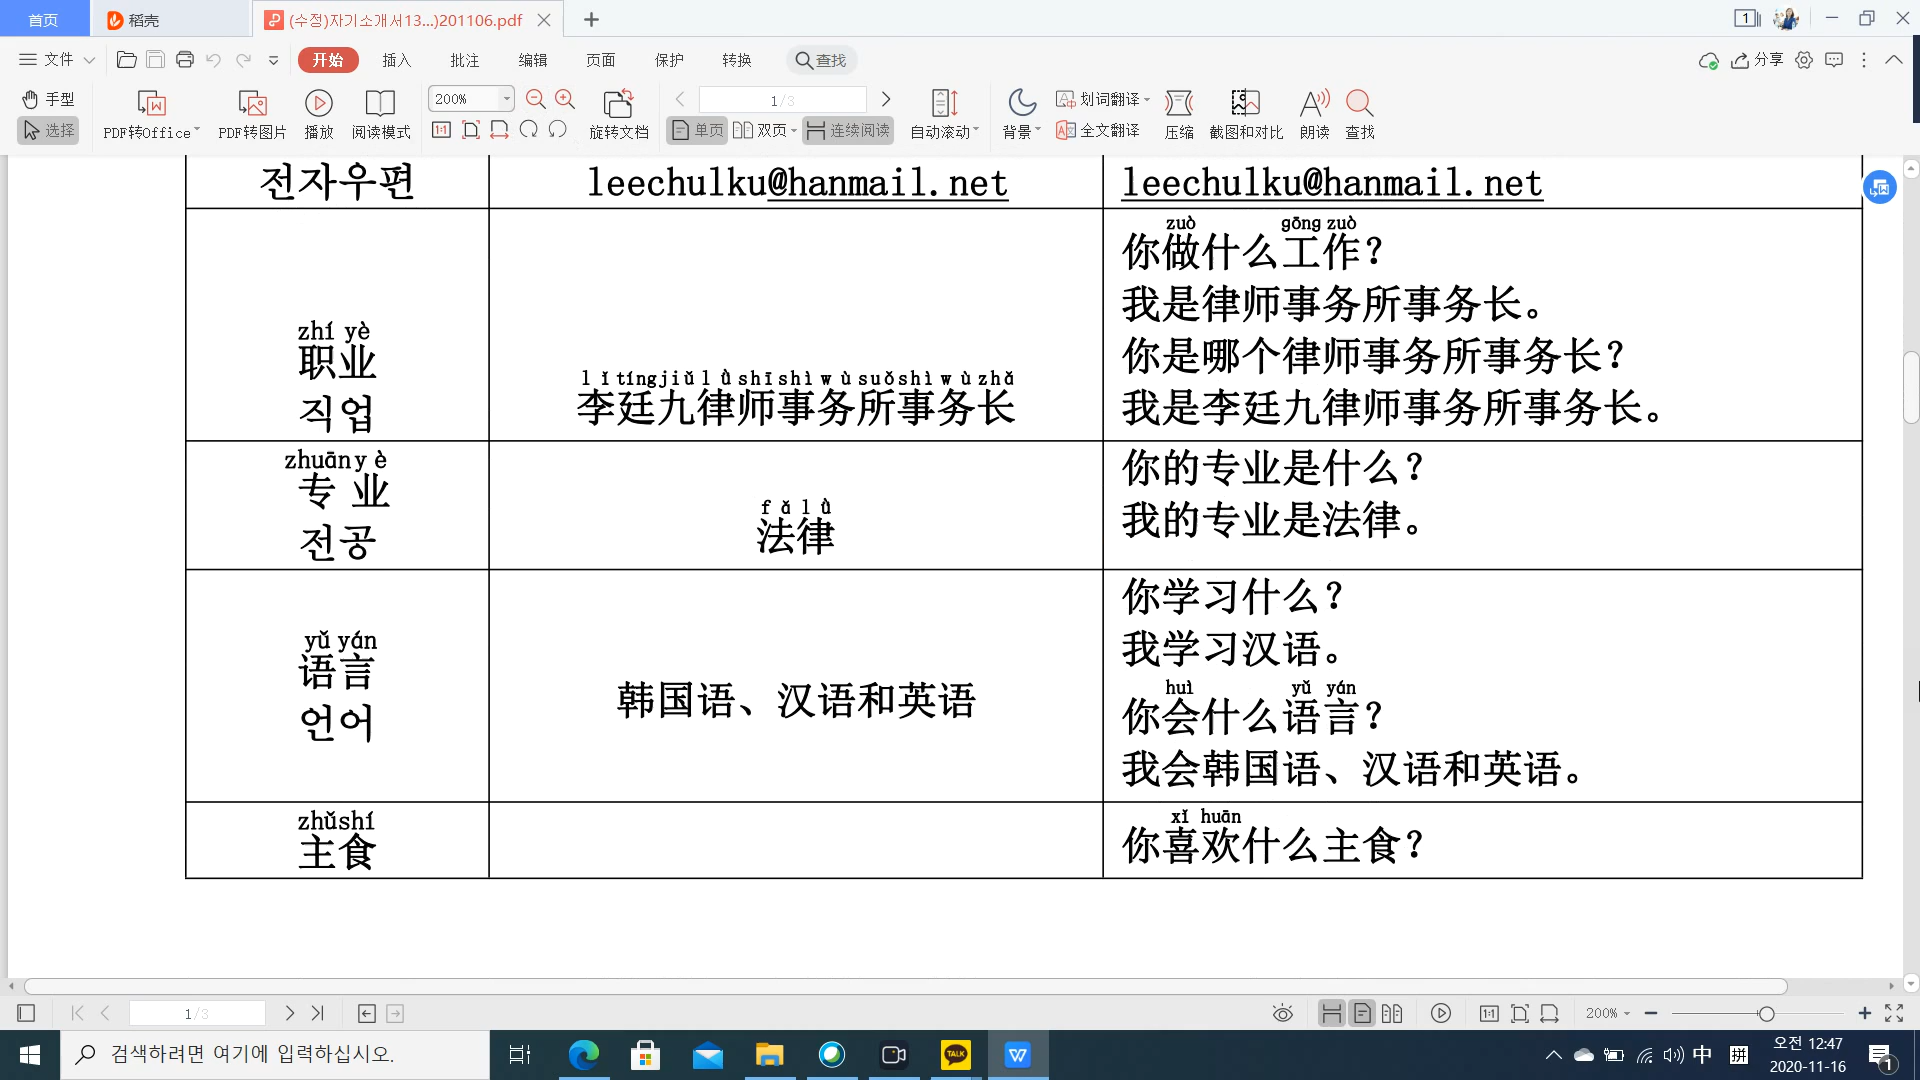 首页
稻壳
(수정)자기소개서13...)201106.pdf
1
文件
开始
插入
批注
编辑
页面
保护
转换
查找
分享
手型
选择
PDF转Office
PDF转图片
播放
阅读模式
200%
1:1
旋转文档
1/3
单页
双页
连续阅读
自动滚动
背景
划词翻译
全文翻译
压缩
截图和对比
朗读
查找
전자우편
leechulku@hanmail.net
leechulku@hanmail.net
zhí yè
职业
직업
lǐ tíng jiǔ lǜ shī shì wù suǒ shì wù zhǎ
李廷九律师事务所事务长
zuò gōng zuò
你做什么工作?
我是律师事务所事务长。
你是哪个律师事务所事务长?
我是李廷九律师事务所事务长。
zhuān yè
专 业
전공
fǎ lǜ
法律
你的专业是什么?
我的专业是法律。
yǔ yán
语言
언어
韩国语、汉语和英语
你学习什么?
我学习汉语。
huì yǔ yán
你会什么语言?
我会韩国语、汉语和英语。
zhǔshí
主食
xǐ huān
你喜欢什么主食?
1/3
1:1
200%
검색하려면 여기에 입력하십시오.
TALK
中
拼
오전 12:47
2020-11-16
1